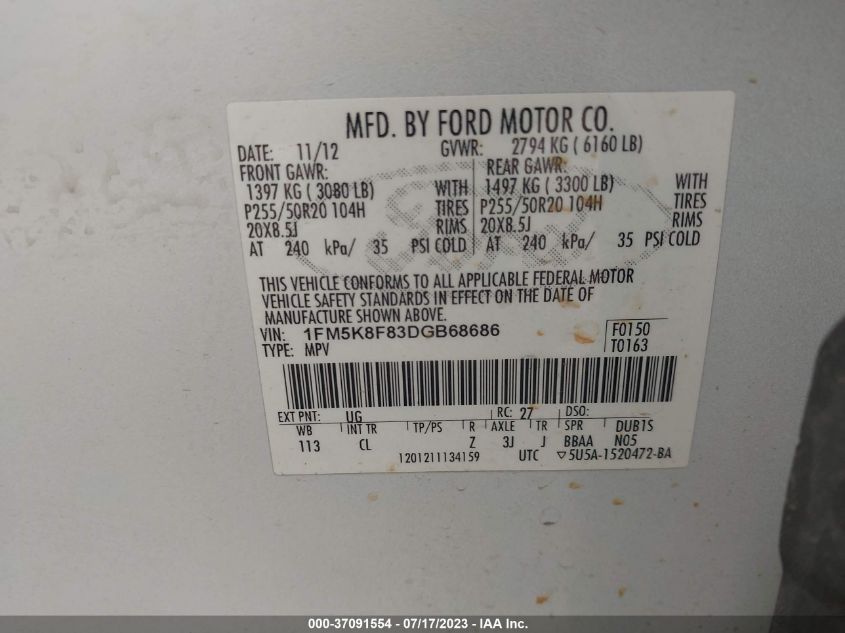 MFD. BY FORD MOTOR CO.
DATE: 11/12 GVWR: 2794 KG ( 6160 LB)
FRONT GAWR: REAR GAWR:
1397 KG ( 3080 LB) WITH 1497 KG ( 3300 LB) WITH
P255/50R20 104H TIRES P255/50R20 104H TIRES
20X8.5J RIMS 20X8.5J RIMS
AT 240 kPa/ 35 PSI COLD AT 240 kPa/ 35 PSI COLD
THIS VEHICLE CONFORMS TO ALL APPLICABLE FEDERAL MOTOR
VEHICLE SAFETY STANDARDS IN EFFECT ON THE DATE OF
MANUFACTURE SHOWN ABOVE.
VIN: 1FM5K8F83DGB68686 F0150
TYPE: MPV T0163
EXT PNT: UG RC: 27 DSO:
WB INT TR TP/PS R AXLE TR SPR DUB1S
113 CL Z 3J J BBAA N05
1201211134159 UTC ▽5U5A-1520472-BA
000-37091554 / 07/17/2023 - IAA Inc.